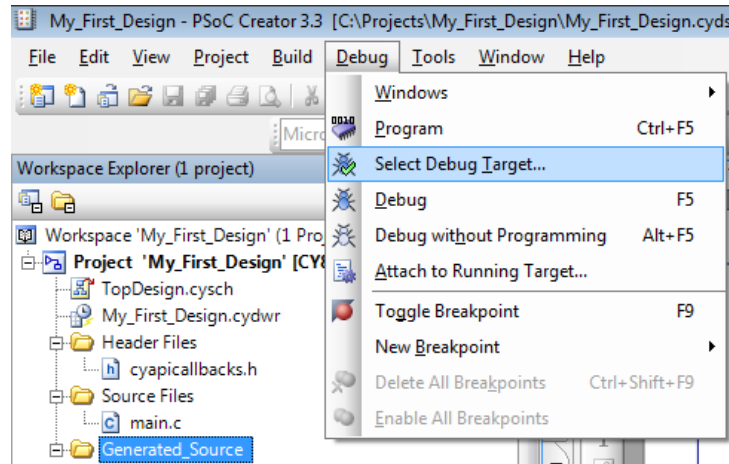 My_First_Design - PSoC Creator 3.3 [C:\Projects\My_First_Design\My_First_Design.cyds
File Edit View Project Build Debug Tools Window Help
Windows
Program Ctrl+F5
Select Debug Target...
Debug F5
Debug without Programming Alt+F5
Attach to Running Target...
Toggle Breakpoint F9
New Breakpoint
Delete All Breakpoints Ctrl+Shift+F9
Enable All Breakpoints
Micro
Workspace Explorer (1 project)
Workspace 'My_First_Design' (1 Proj
Project 'My_First_Design' [CY8
TopDesign.cysch
My_First_Design.cydwr
Header Files
cyapicallbacks.h
Source Files
main.c
Generated_Source